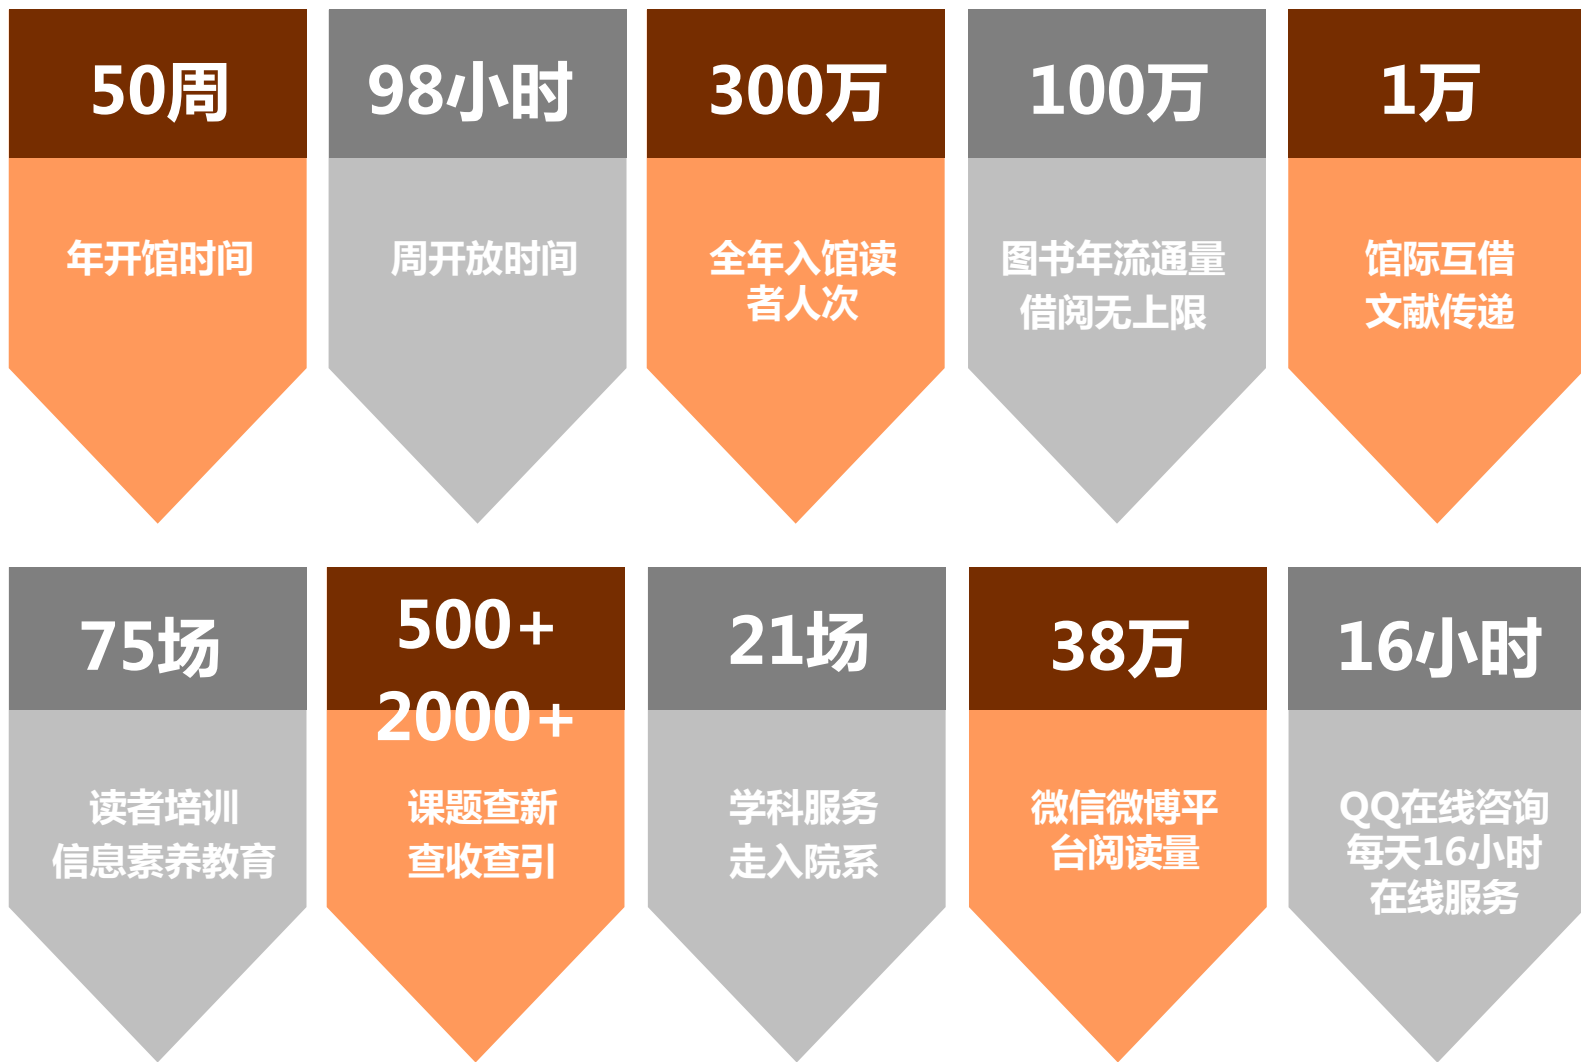 50周
年开馆时间
98小时
周开放时间
300万
全年入馆读
者人次
100万
图书年流通量
借阅无上限
1万
馆际互借
文献传递
75场
读者培训
信息素养教育
500+
2000+
课题查新
查收查引
21场
学科服务
走入院系
38万
微信微博平
台阅读量
16小时
QQ在线咨询
每天16小时
在线服务